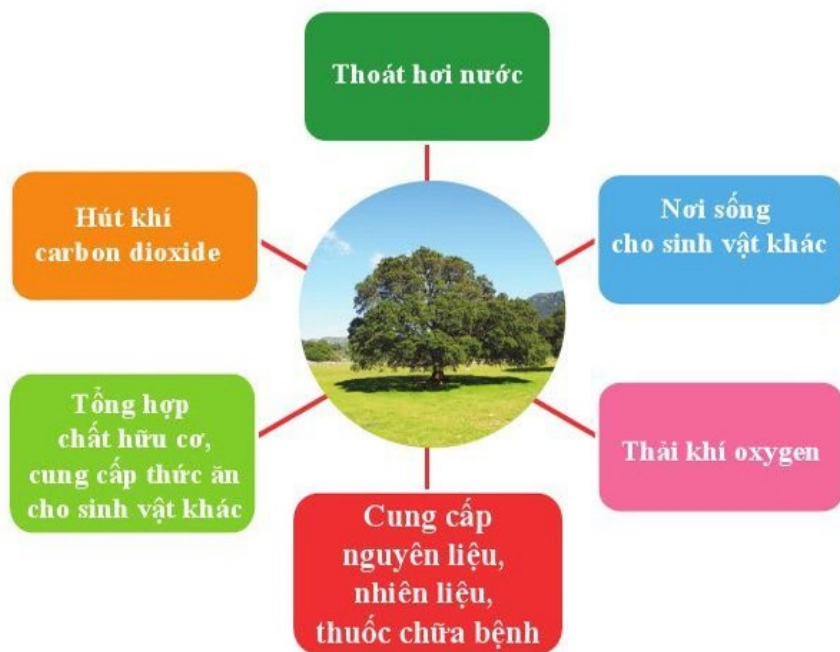 Thoát hơi nước
Hút khí
carbon dioxide
Nơi sống
cho sinh vật khác
Tổng hợp
chất hữu cơ,
cung cấp thức ăn
cho sinh vật khác
Thải khí oxygen
Cung cấp
nguyên liệu,
nhiên liệu,
thuốc chữa bệnh